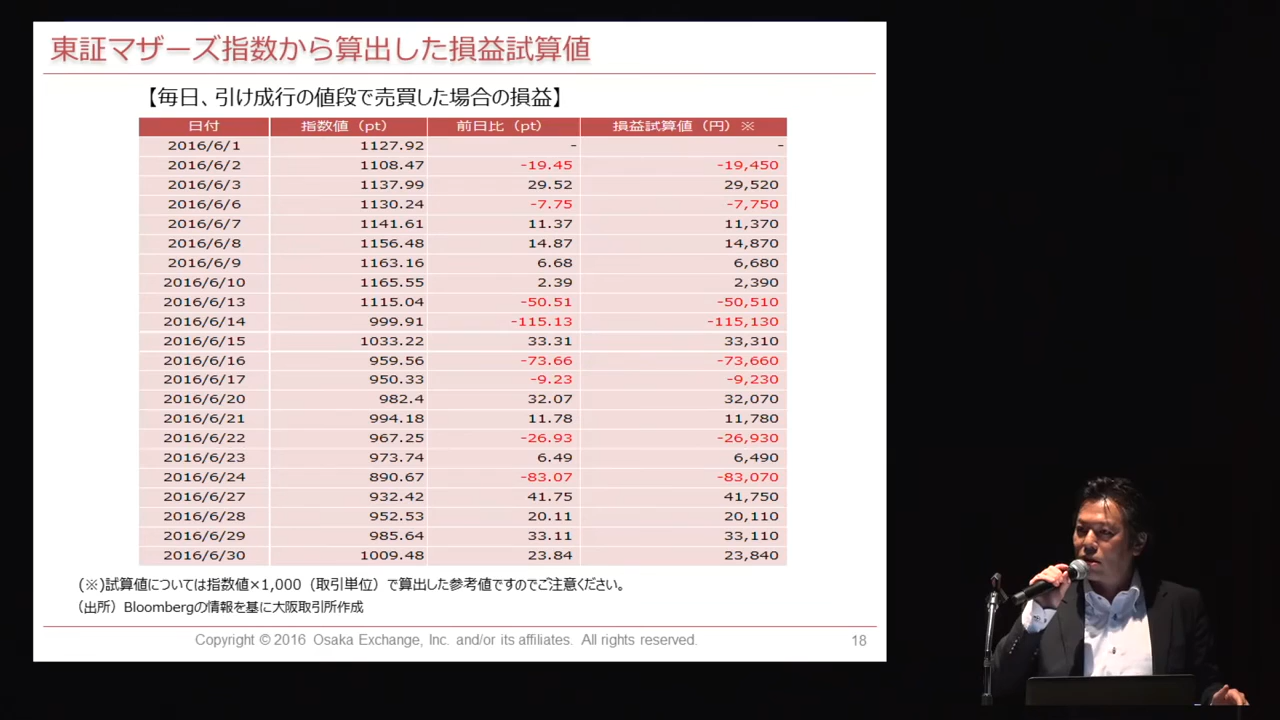 東証マザーズ指数から算出した損益試算値
【毎日、引け成行の値段で売買した場合の損益】
日付 指数値（pt） 前日比（pt） 損益試算値（円）※
2016/6/1 1127.92 - -
2016/6/2 1108.47 -19.45 -19,450
2016/6/3 1137.99 29.52 29,520
2016/6/6 1130.24 -7.75 -7,750
2016/6/7 1141.61 11.37 11,370
2016/6/8 1156.48 14.87 14,870
2016/6/9 1163.16 6.68 6,680
2016/6/10 1165.55 2.39 2,390
2016/6/13 1115.04 -50.51 -50,510
2016/6/14 999.91 -115.13 -115,130
2016/6/15 1033.22 33.31 33,310
2016/6/16 959.56 -73.66 -73,660
2016/6/17 950.33 -9.23 -9,230
2016/6/20 982.4 32.07 32,070
2016/6/21 994.18 11.78 11,780
2016/6/22 967.25 -26.93 -26,930
2016/6/23 973.74 6.49 6,490
2016/6/24 890.67 -83.07 -83,070
2016/6/27 932.42 41.75 41,750
2016/6/28 952.53 20.11 20,110
2016/6/29 985.64 33.11 33,110
2016/6/30 1009.48 23.84 23,840
(※)試算値については指数値×1,000（取引単位）で算出した参考値ですのでご注意ください。
（出所）Bloombergの情報を基に大阪取引所作成
Copyright © 2016 Osaka Exchange, Inc. and/or its affiliates. All rights reserved. 18